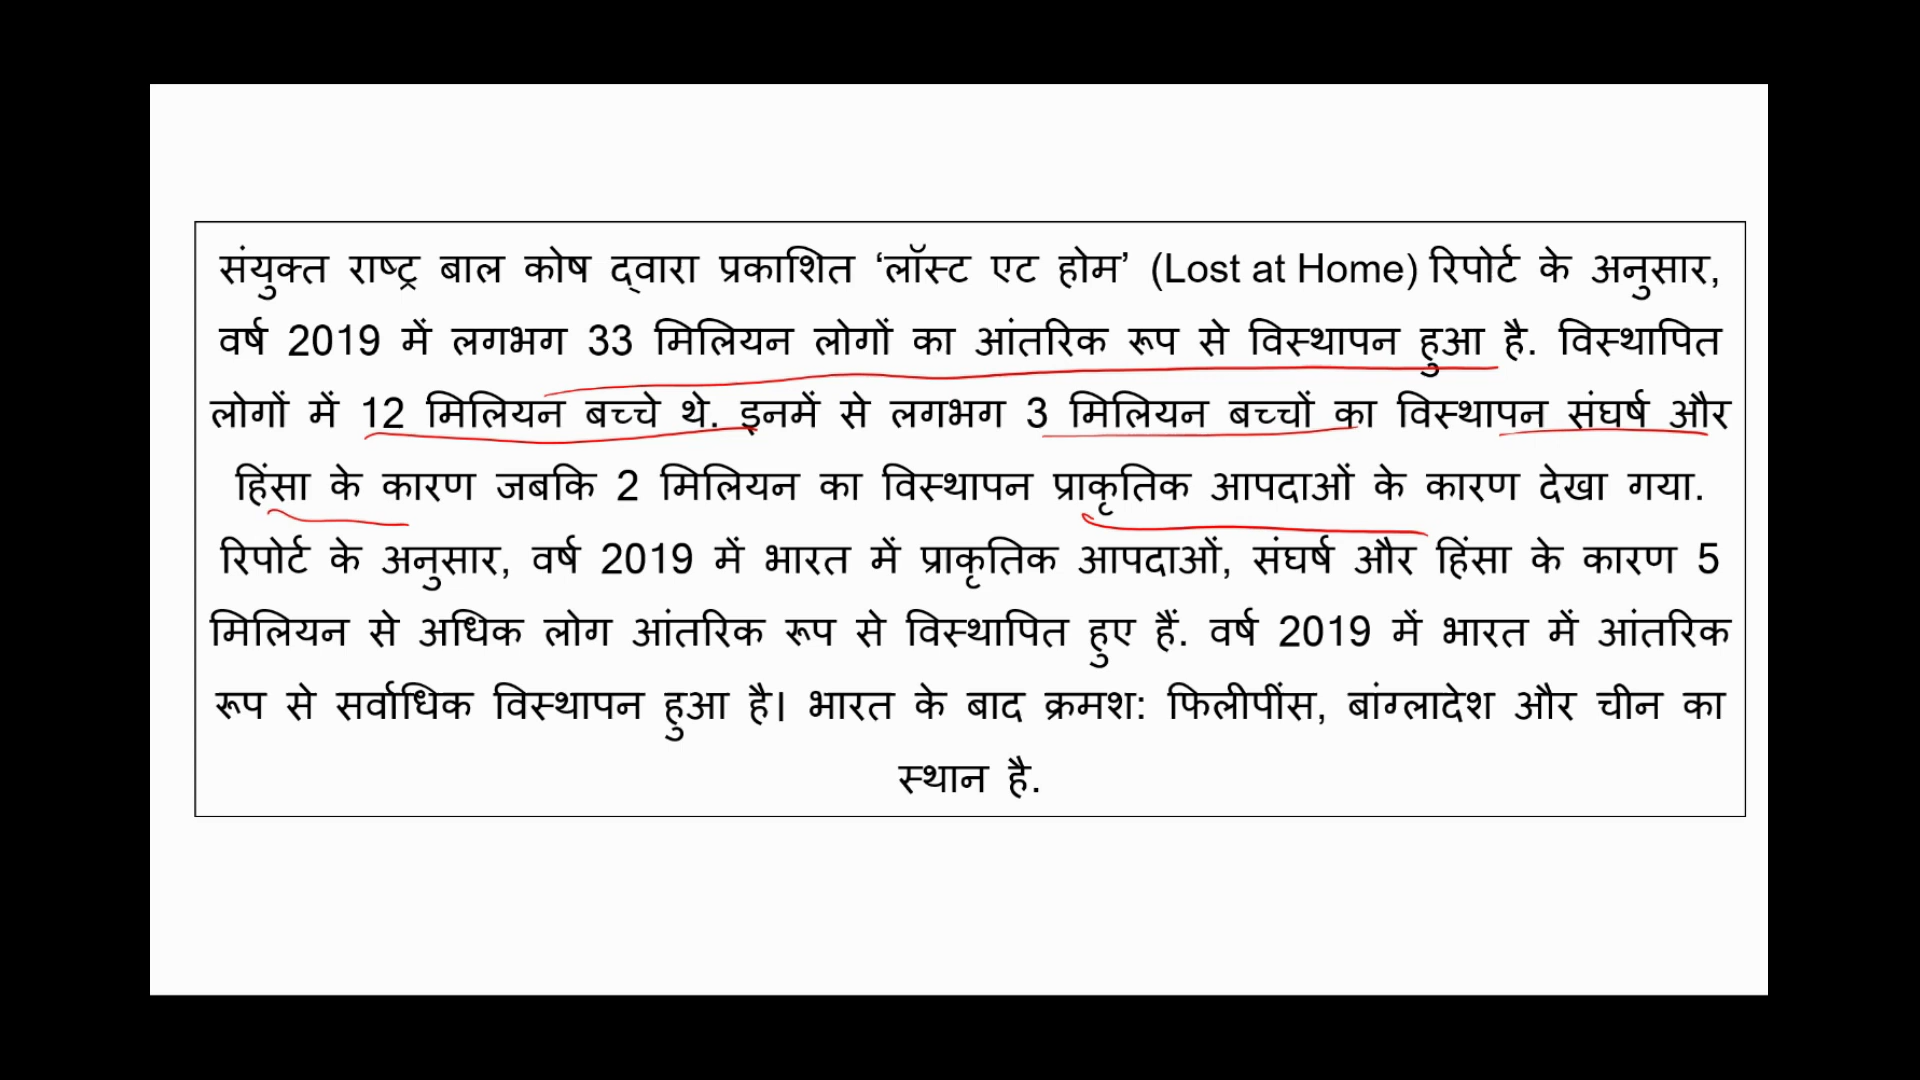 संयुक्त राष्ट्र बाल कोष द्वारा प्रकाशित ‘लॉस्ट एट होम’ (Lost at Home) रिपोर्ट के अनुसार,
वर्ष 2019 में लगभग 33 मिलियन लोगों का आंतरिक रूप से विस्थापन हुआ है. विस्थापित
लोगों में 12 मिलियन बच्चे थे. इनमें से लगभग 3 मिलियन बच्चों का विस्थापन संघर्ष और
हिंसा के कारण जबकि 2 मिलियन का विस्थापन प्राकृतिक आपदाओं के कारण देखा गया.
रिपोर्ट के अनुसार, वर्ष 2019 में भारत में प्राकृतिक आपदाओं, संघर्ष और हिंसा के कारण 5
मिलियन से अधिक लोग आंतरिक रूप से विस्थापित हुए हैं. वर्ष 2019 में भारत में आंतरिक
रूप से सर्वाधिक विस्थापन हुआ है। भारत के बाद क्रमश: फिलीपींस, बांग्लादेश और चीन का
स्थान है.